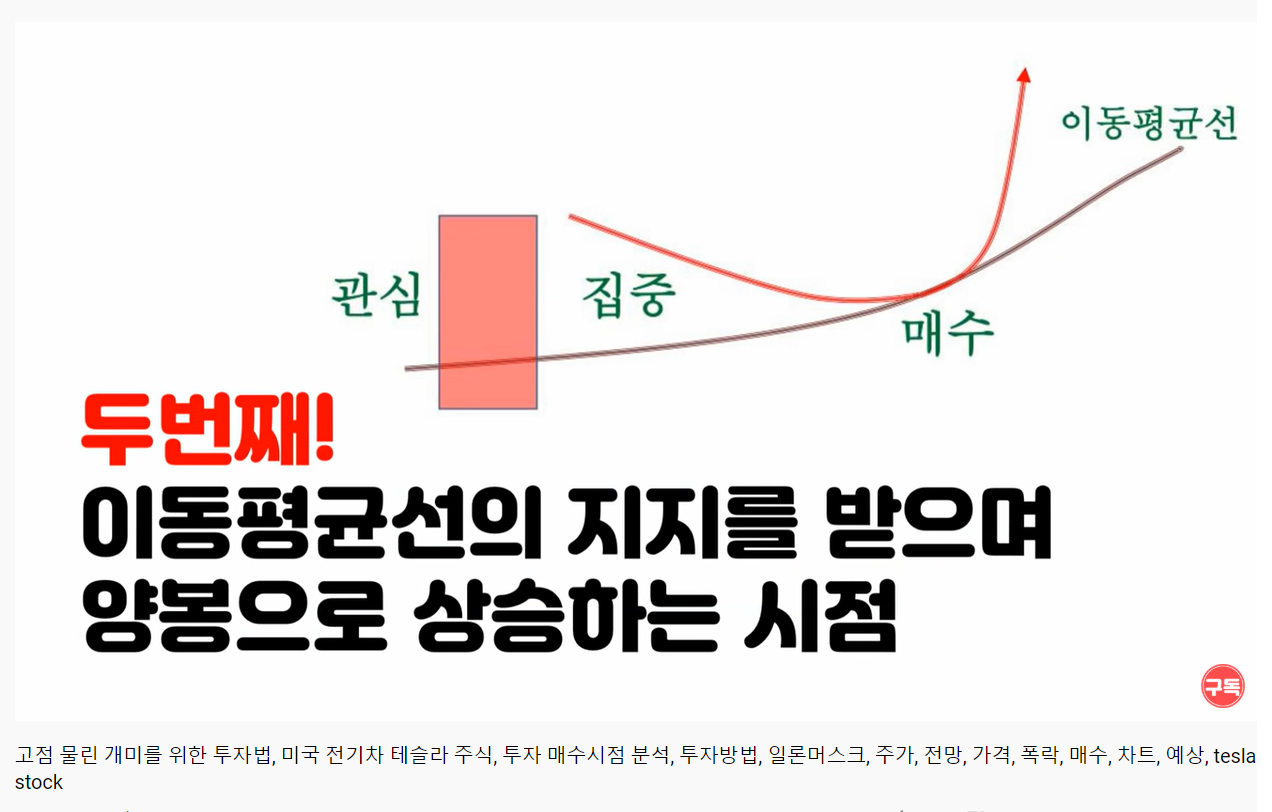 이동평균선
관심
집중
매수
두번째!
이동평균선의 지지를 받으며
양봉으로 상승하는 시점
구독
고점 물린 개미를 위한 투자법, 미국 전기차 테슬라 주식, 투자 매수시점 분석, 투자방법, 일론머스크, 주가, 전망, 가격, 폭락, 매수, 차트, 예상, tesla
stock